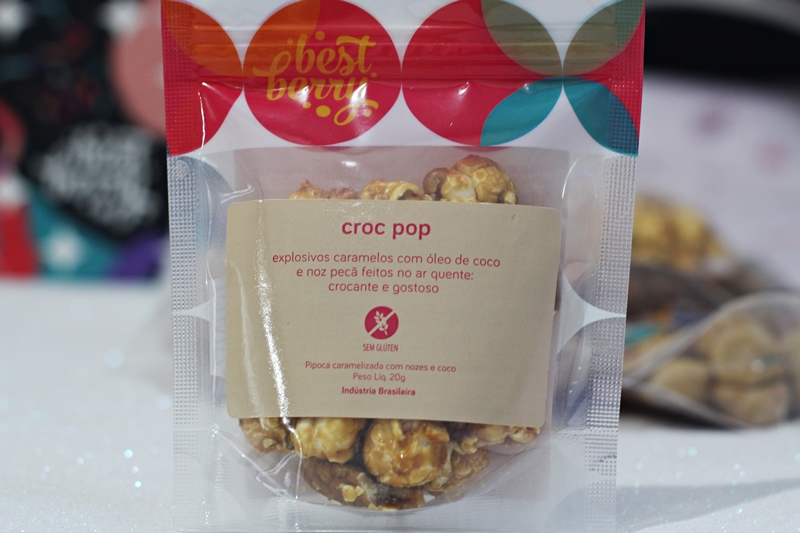 best
berry
croc pop
explosivos caramelos com óleo de coco
e noz pecã feitos no ar quente:
crocante e gostoso
SEM GLÚTEN
Pipoca caramelizada com nozes e coco
Peso Líq. 20g
Indústria Brasileira